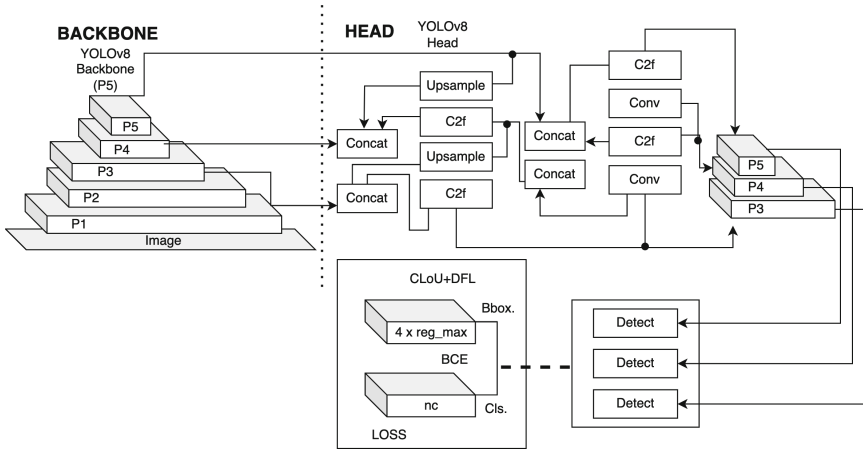 BACKBONE
YOLOv8
Backbone
(P5)
P5
P4
P3
P2
P1
Image
HEAD
YOLOv8
Head
Upsample
C2f
Concat
Upsample
Concat
C2f
C2f
Conv
Concat
C2f
Concat
Conv
P5
P4
P3
CLoU+DFL
Bbox.
4 x reg_max
BCE
nc
Cls.
LOSS
Detect
Detect
Detect